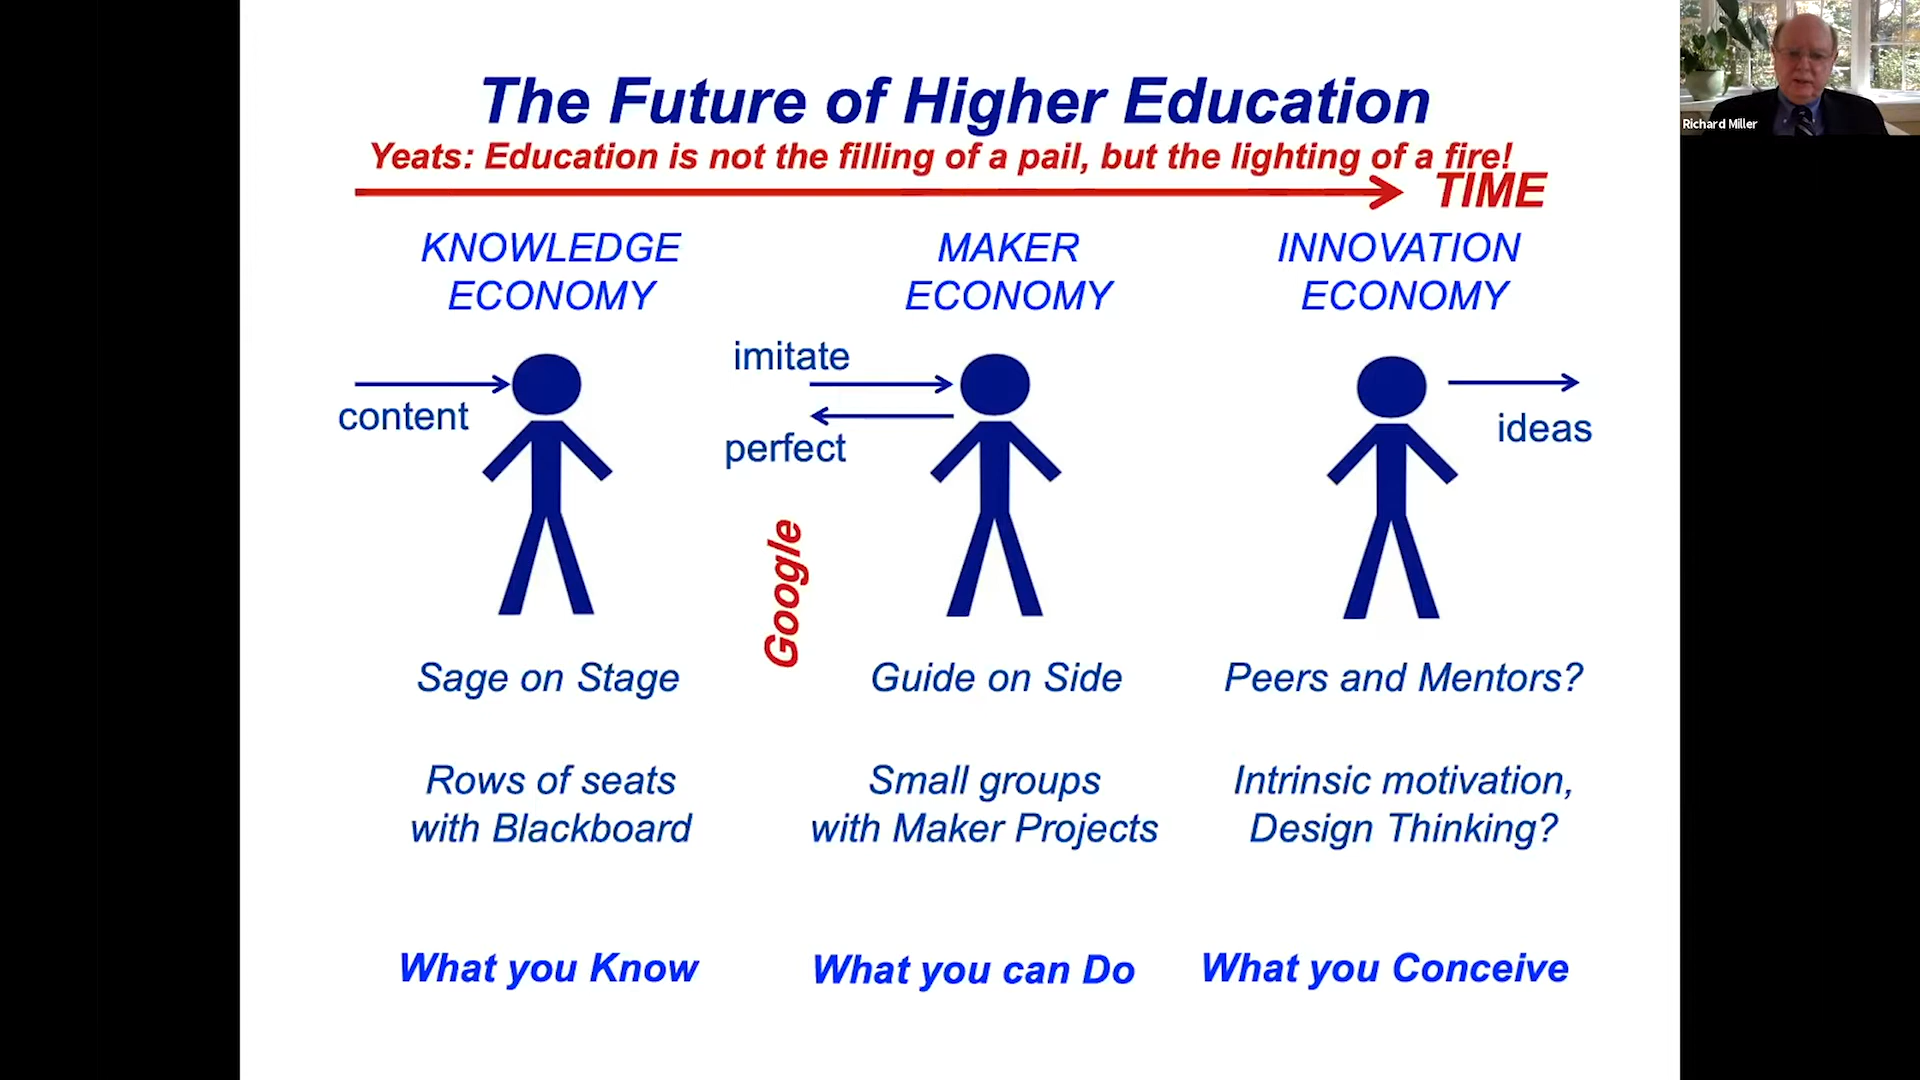 The Future of Higher Education
Yeats: Education is not the filling of a pail, but the lighting of a fire!
TIME
KNOWLEDGE
ECONOMY
MAKER
ECONOMY
INNOVATION
ECONOMY
content
imitate
perfect
ideas
Google
Sage on Stage
Guide on Side
Peers and Mentors?
Rows of seats
with Blackboard
Small groups
with Maker Projects
Intrinsic motivation,
Design Thinking?
What you Know
What you can Do
What you Conceive
Richard Miller